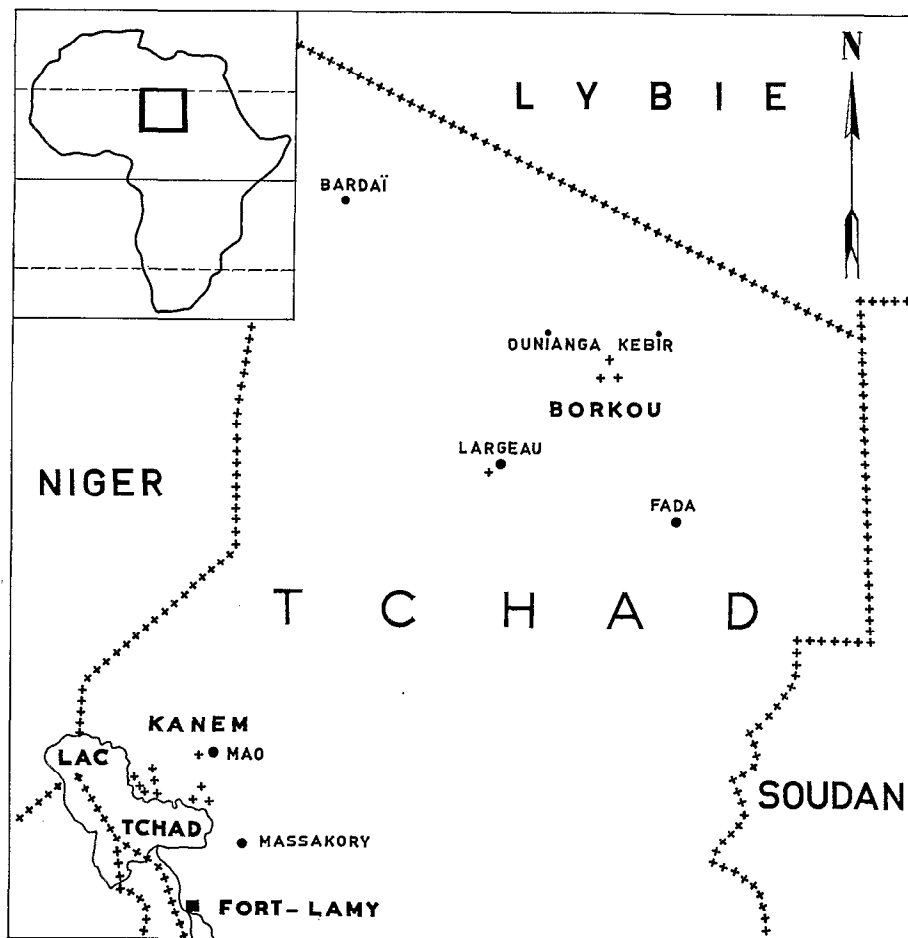 N
LYBIE
BARDAÏ
OUNIANGA KEBIR
BORKOU
LARGEAU
NIGER
FADA
TCHAD
KANEM
LAC
MAO
SOUDAN
TCHAD
MASSAKORY
FORT-LAMY